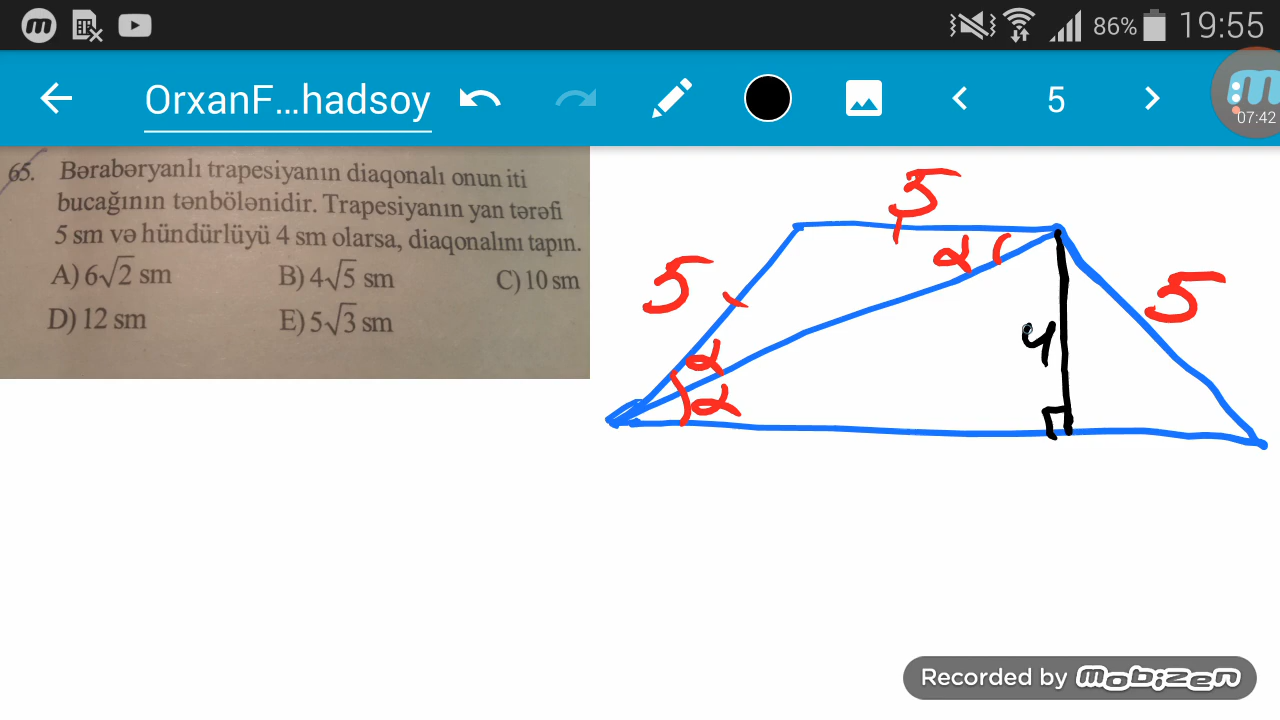 86% 19:55
OrxanF...hadsoy 5
07:42
65. Bərabəryanlı trapesiyanın diaqonalı onun iti
bucağının tənbölənidir. Trapesiyanın yan tərəfi
5 sm və hündürlüyü 4 sm olarsa, diaqonalını tapın.
A) 6√2 sm B) 4√5 sm C) 10 sm
D) 12 sm E) 5√3 sm
5
α
5
5
4
α
α
Recorded by mobizen